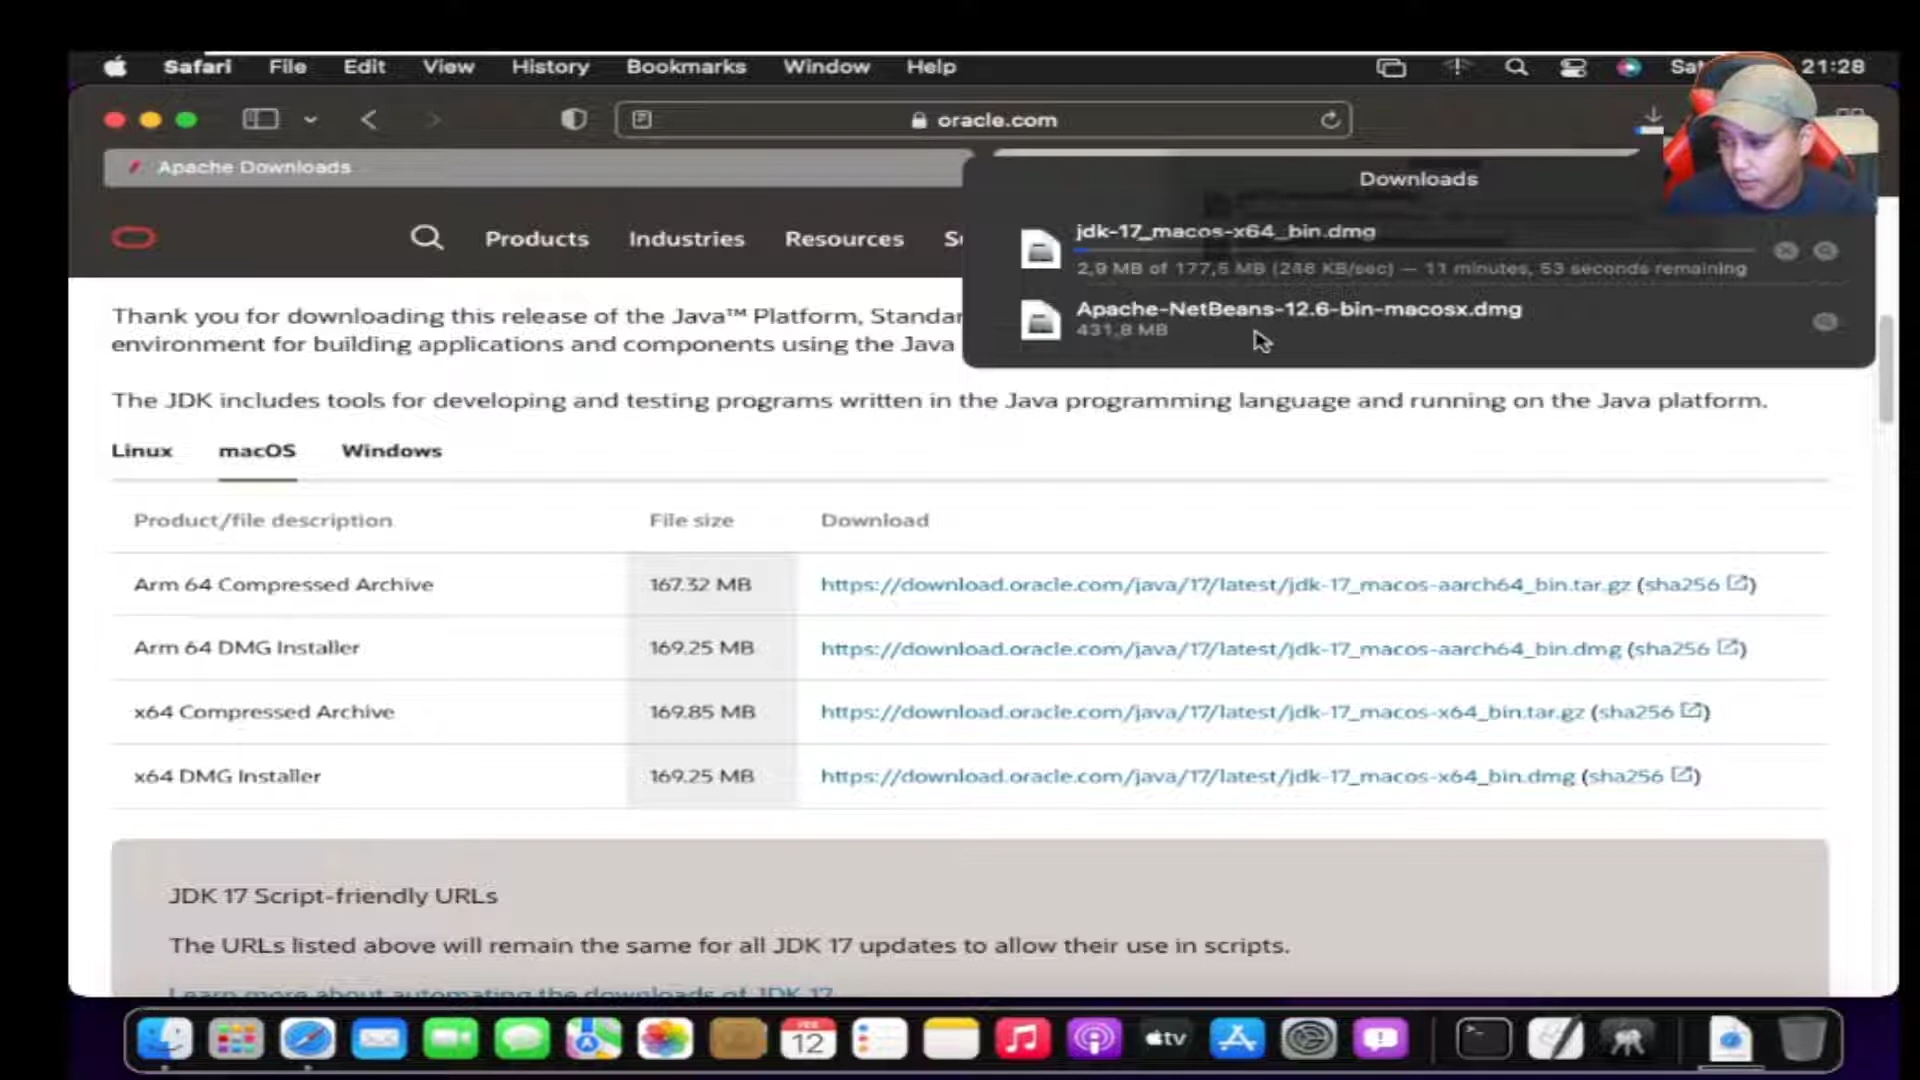 Safari File Edit View History Bookmarks Window Help 21:28
oracle.com
Apache Downloads
Downloads
Products Industries Resources
jdk-17_macos-x64_bin.dmg
2,9 MB of 177,5 MB (248 KB/sec) — 11 minutes, 53 seconds remaining
Apache-NetBeans-12.6-bin-macosx.dmg
431,8 MB
Thank you for downloading this release of the Java™ Platform, Standar
environment for building applications and components using the Java
The JDK includes tools for developing and testing programs written in the Java programming language and running on the Java platform.
Linux macOS Windows
Product/file description File size Download
Arm 64 Compressed Archive 167.32 MB https://download.oracle.com/java/17/latest/jdk-17_macos-aarch64_bin.tar.gz (sha256)
Arm 64 DMG Installer 169.25 MB https://download.oracle.com/java/17/latest/jdk-17_macos-aarch64_bin.dmg (sha256)
x64 Compressed Archive 169.85 MB https://download.oracle.com/java/17/latest/jdk-17_macos-x64_bin.tar.gz (sha256)
x64 DMG Installer 169.25 MB https://download.oracle.com/java/17/latest/jdk-17_macos-x64_bin.dmg (sha256)
JDK 17 Script-friendly URLs
The URLs listed above will remain the same for all JDK 17 updates to allow their use in scripts.
Learn more about automating the downloads of JDK 17
12
tv